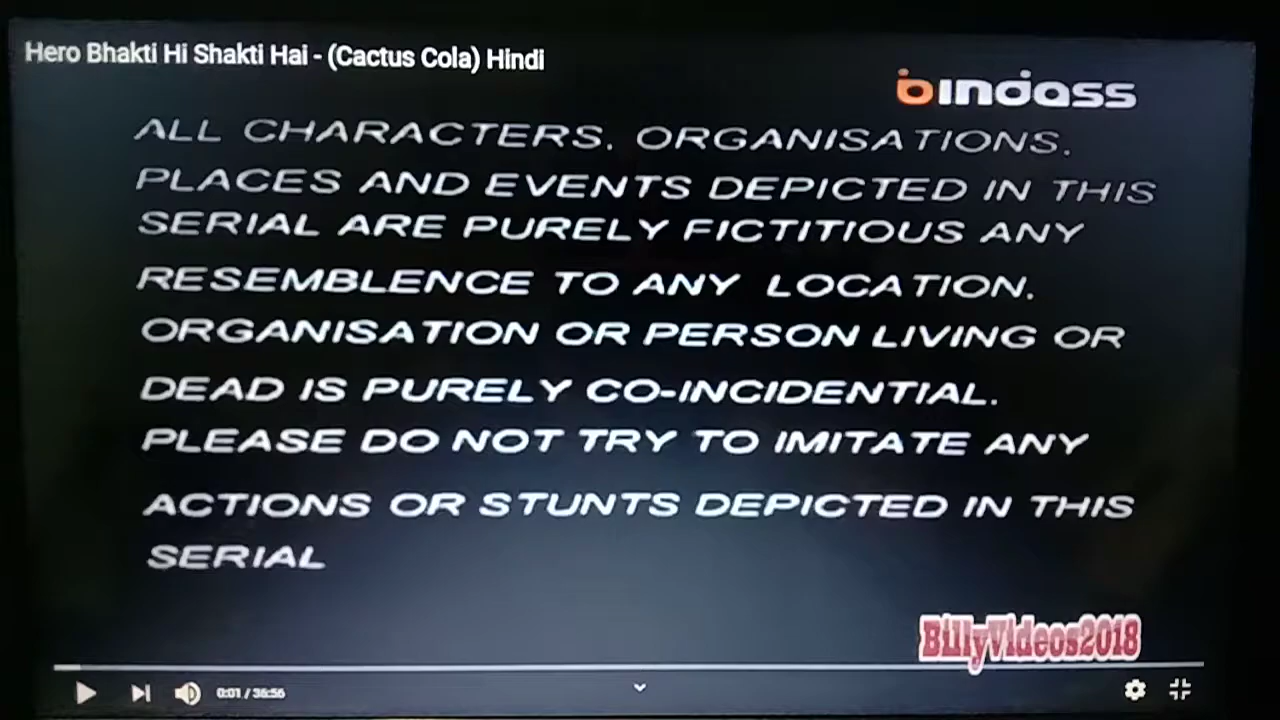 Hero Bhakti Hi Shakti Hai - (Cactus Cola) Hindi
bindass
ALL CHARACTERS, ORGANISATIONS,
PLACES AND EVENTS DEPICTED IN THIS
SERIAL ARE PURELY FICTITIOUS ANY
RESEMBLENCE TO ANY LOCATION,
ORGANISATION OR PERSON LIVING OR
DEAD IS PURELY CO-INCIDENTIAL.
PLEASE DO NOT TRY TO IMITATE ANY
ACTIONS OR STUNTS DEPICTED IN THIS
SERIAL
BillyVideos2018
0:01 / 36:56